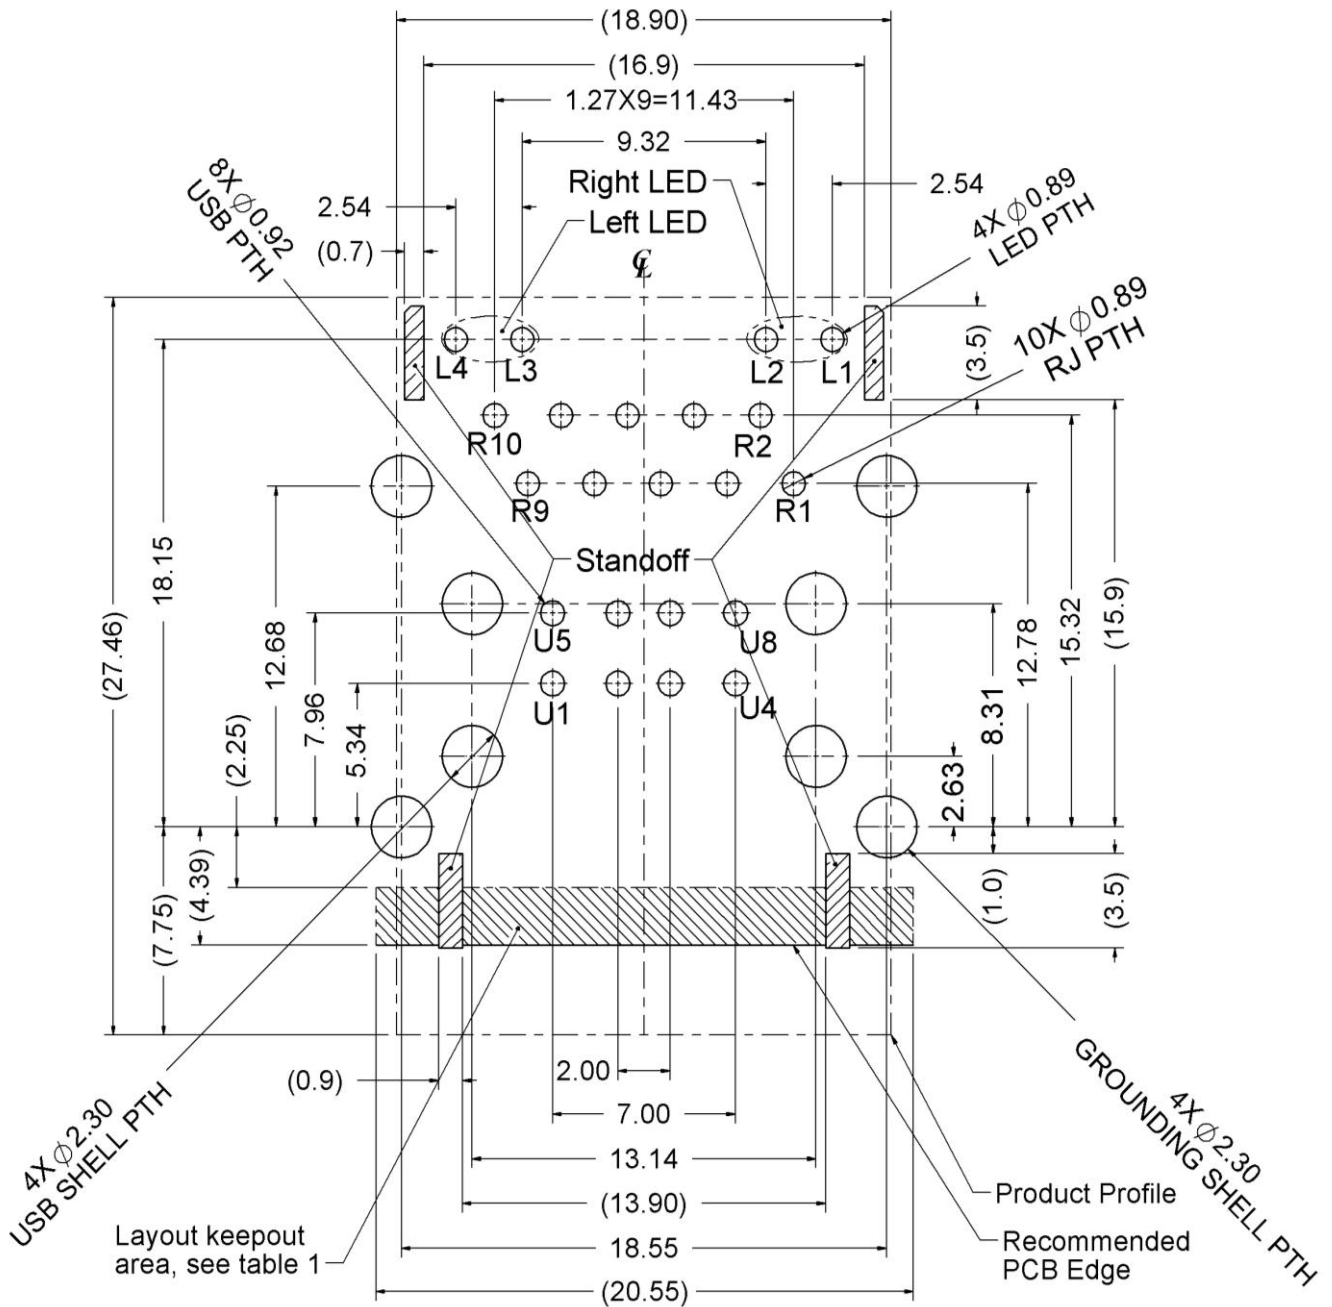 (18.90)
(16.9)
1.27X9=11.43
9.32
Right LED
2.54
2.54
Left LED
(0.7)
℄
8X ∅0.92
USB PTH
4X ∅0.89
LED PTH
10X ∅0.89
RJ PTH
(3.5)
L4
L3
L2
L1
R10
R2
R9
R1
Standoff
U5
U8
U1
U4
(27.46)
18.15
12.68
7.96
5.34
(2.25)
(4.39)
(7.75)
2.63
8.31
12.78
15.32
(15.9)
(1.0)
(3.5)
(0.9)
2.00
7.00
13.14
(13.90)
18.55
(20.55)
4X ∅2.30
USB SHELL PTH
4X ∅2.30
GROUNDING SHELL PTH
Layout keepout
area, see table 1
Product Profile
Recommended
PCB Edge